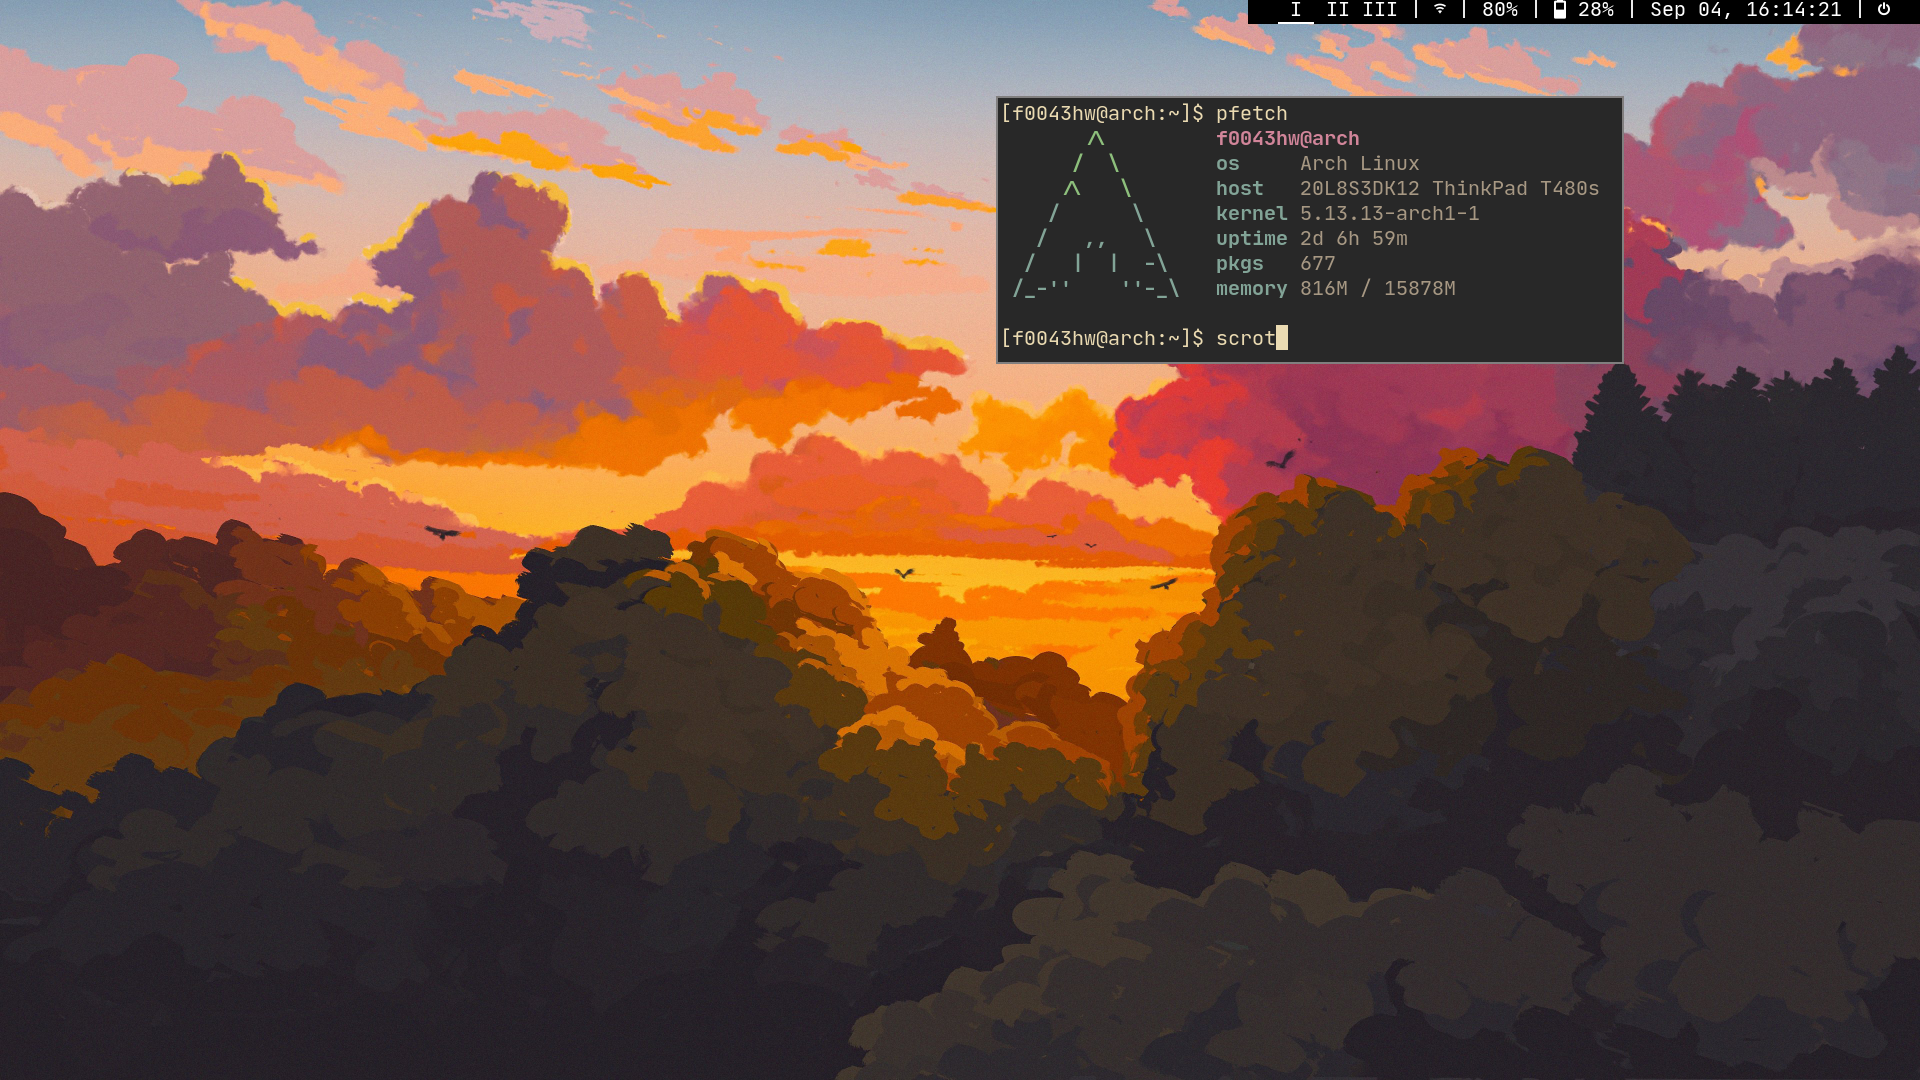 I II III | | 80% | 28% | Sep 04, 16:14:21 |
[f0043hw@arch:~]$ pfetch
       /\         f0043hw@arch
      /  \        os     Arch Linux
     /\   \       host   20L8S3DK12 ThinkPad T480s
    /      \      kernel 5.13.13-arch1-1
   /   ,,   \     uptime 2d 6h 59m
  /   |  |  -\    pkgs   677
 /_-''    ''-_\   memory 816M / 15878M
[f0043hw@arch:~]$ scrot